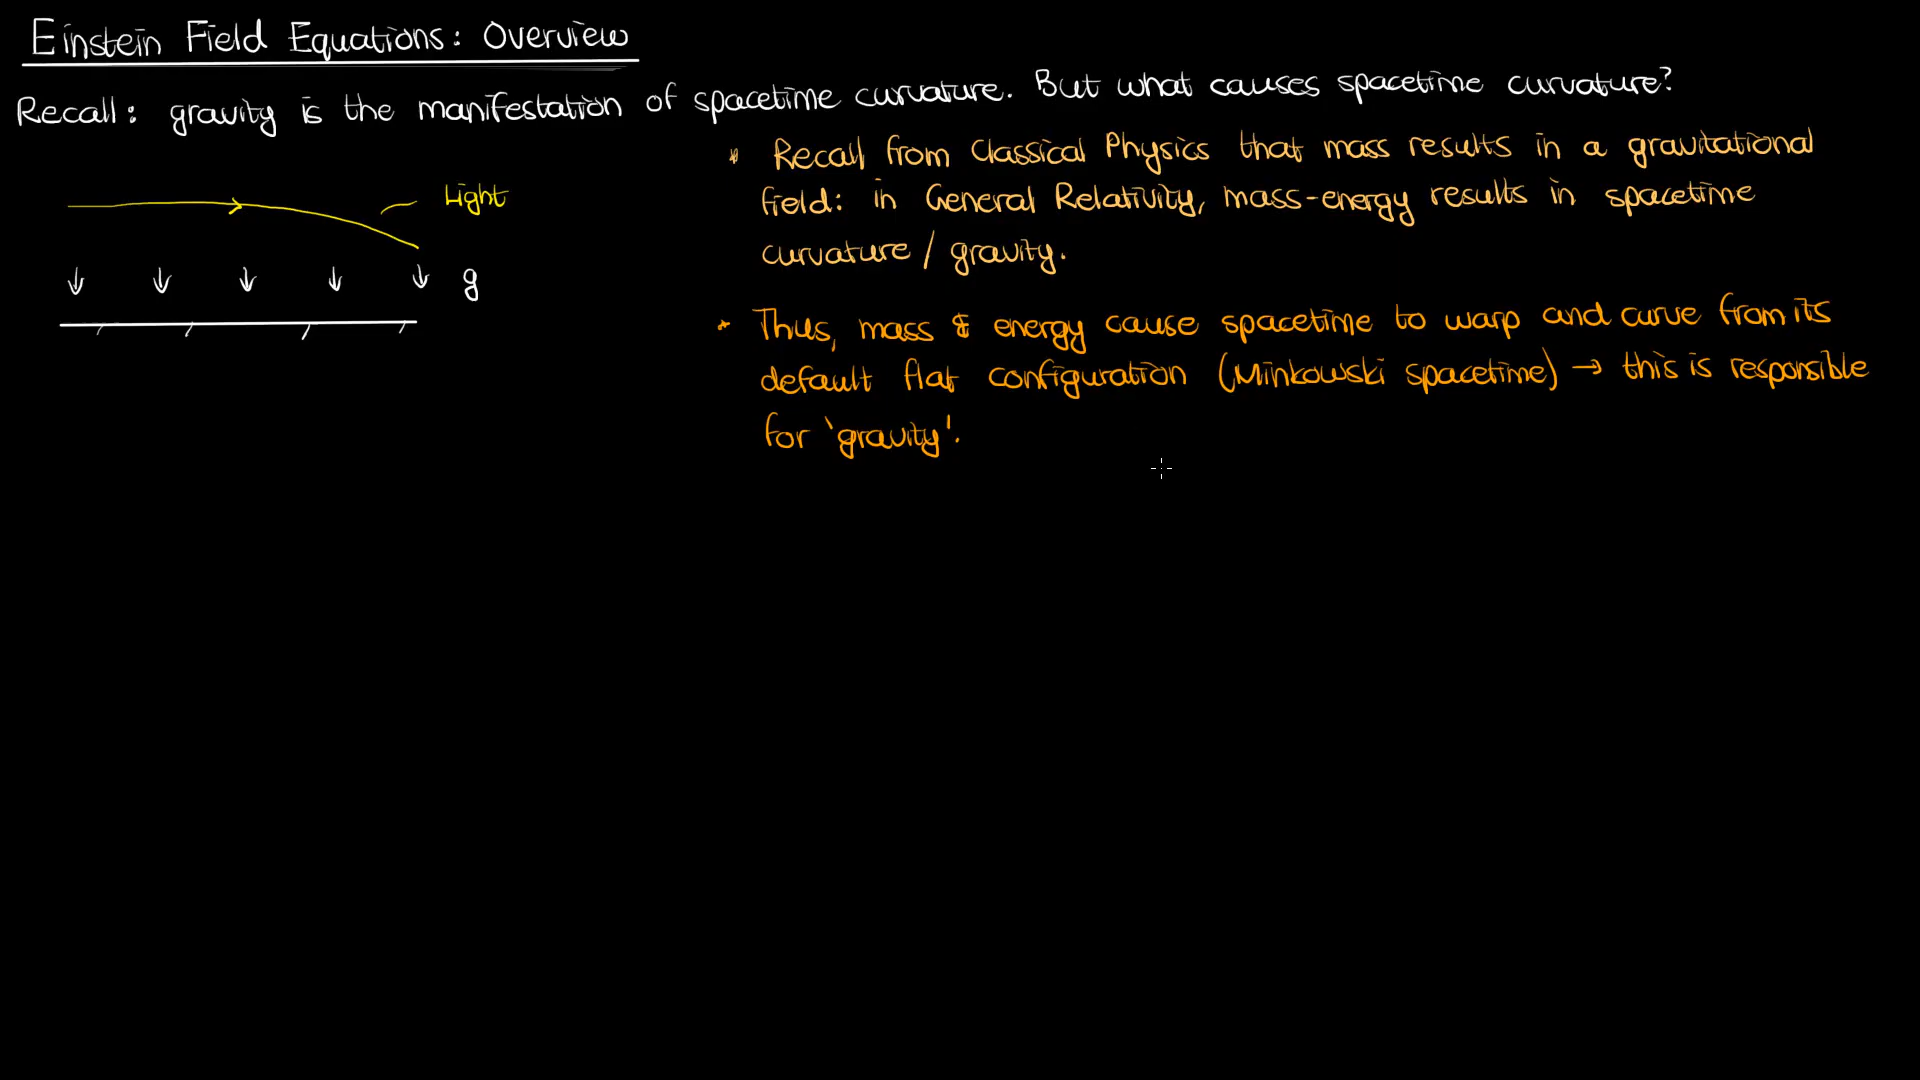 Einstein Field Equations: Overview
Recall: gravity is the manifestation of spacetime curvature. But what causes spacetime curvature?
* Recall from Classical Physics that mass results in a gravitational
field: in General Relativity, mass-energy results in spacetime
curvature / gravity.
Light
g
* Thus, mass & energy cause spacetime to warp and curve from its
default flat configuration (Minkowski spacetime) → this is responsible
for 'gravity'.